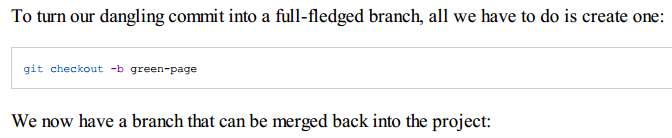 To turn our dangling commit into a full-fledged branch, all we have to do is create one:
git checkout -b green-page
We now have a branch that can be merged back into the project: